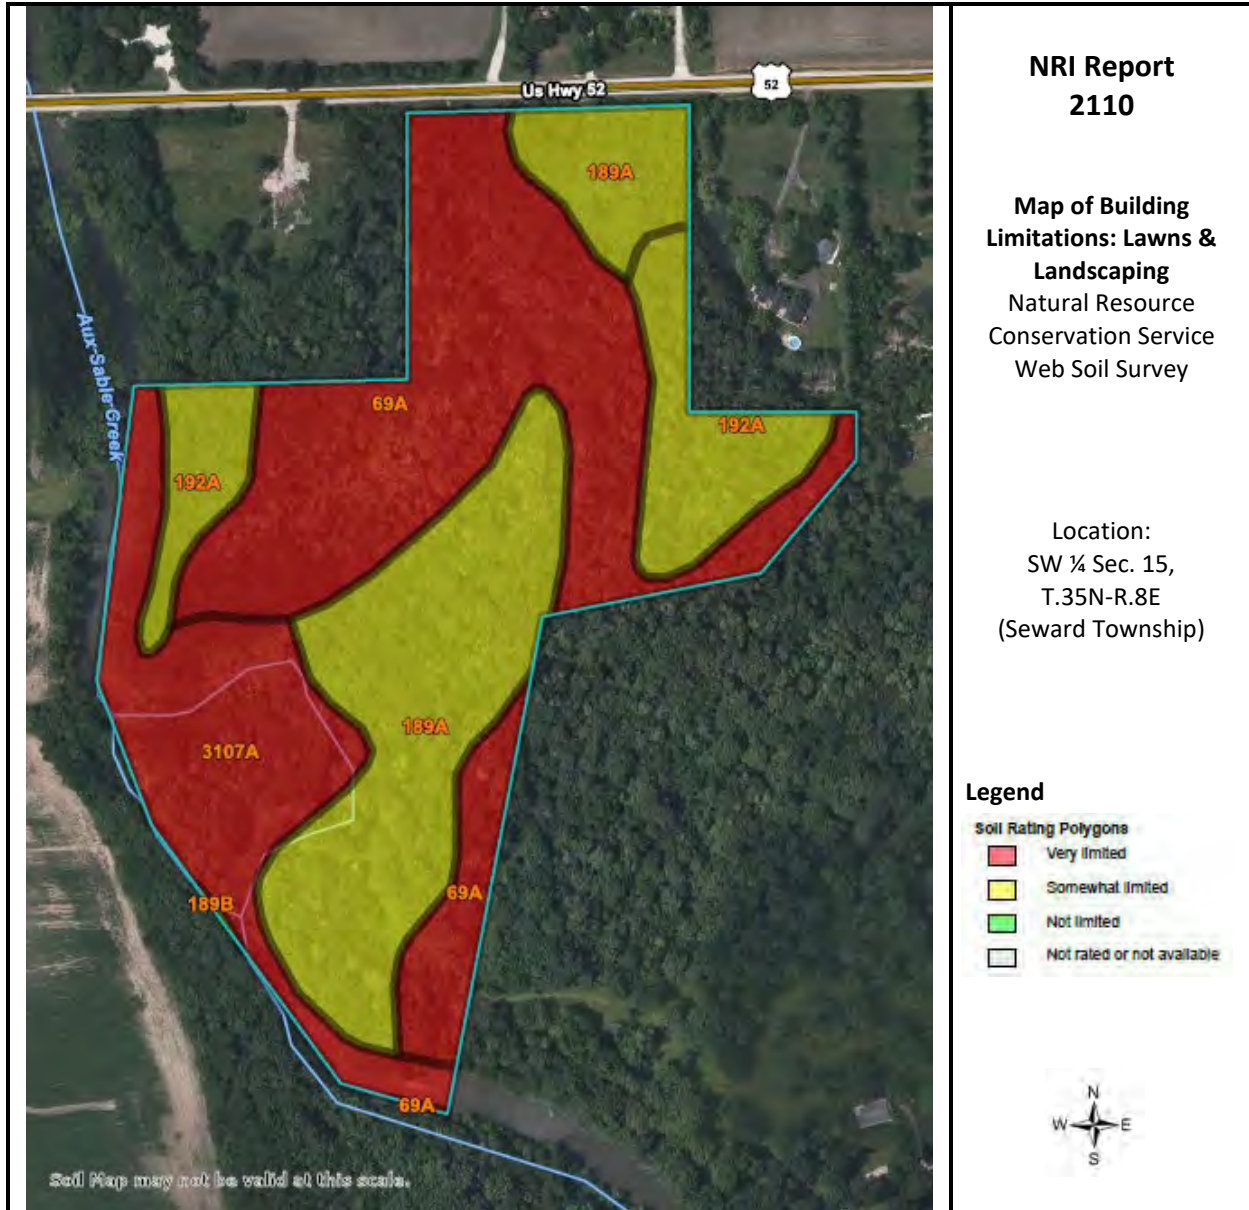 Us Hwy 52
52
189A
69A
192A
192A
Aux-Sable-Creek
189A
3107A
69A
189B
69A
Soil Map may not be valid at this scale.
NRI Report
2110
Map of Building
Limitations: Lawns &
Landscaping
Natural Resource
Conservation Service
Web Soil Survey
Location:
SW ¼ Sec. 15,
T.35N-R.8E
(Seward Township)
Legend
Soil Rating Polygons
Very limited
Somewhat limited
Not limited
Not rated or not available
N
W E
S